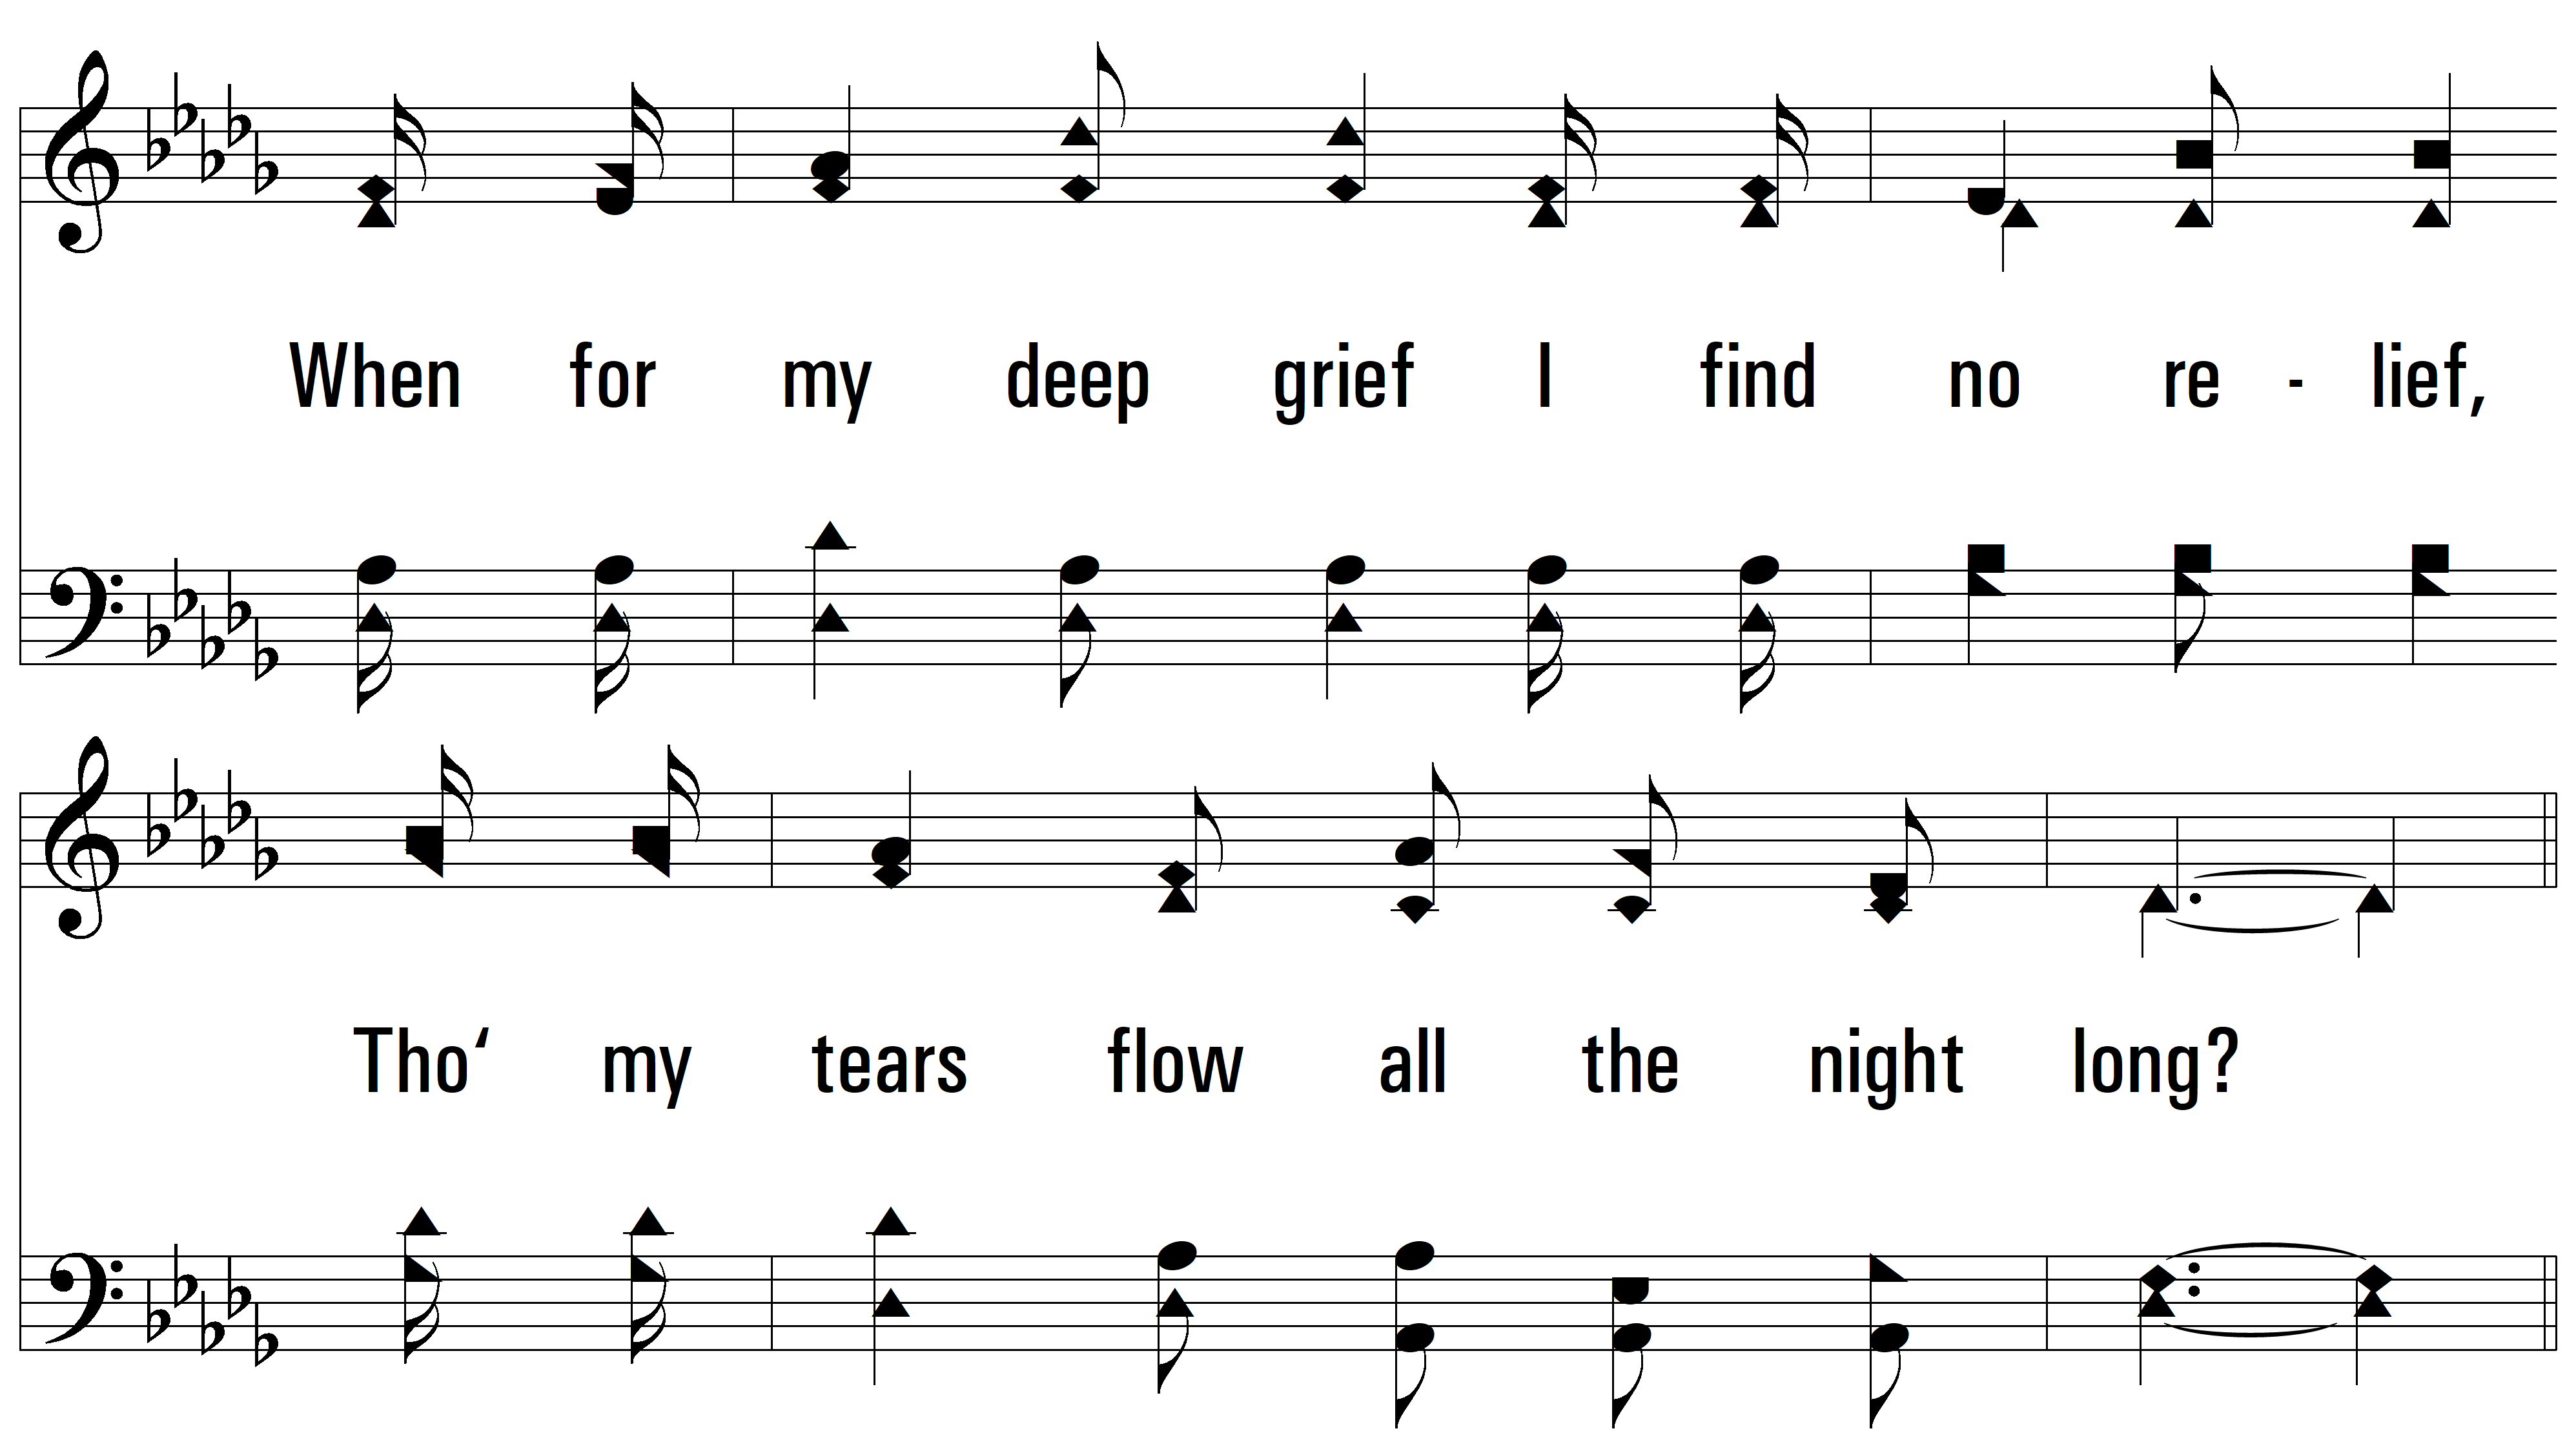 When for my deep grief I find no re - lief,
Tho‘ my tears flow all the night long?